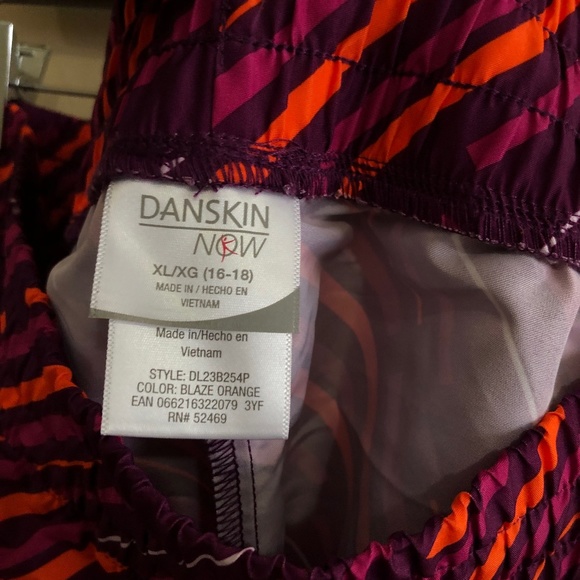 DANSKIN
NOW
XL/XG (16-18)
MADE IN / HECHO EN
VIETNAM
Made in/Hecho en
Vietnam
STYLE: DL23B254P
COLOR: BLAZE ORANGE
EAN 066216322079 3YF
RN# 52469